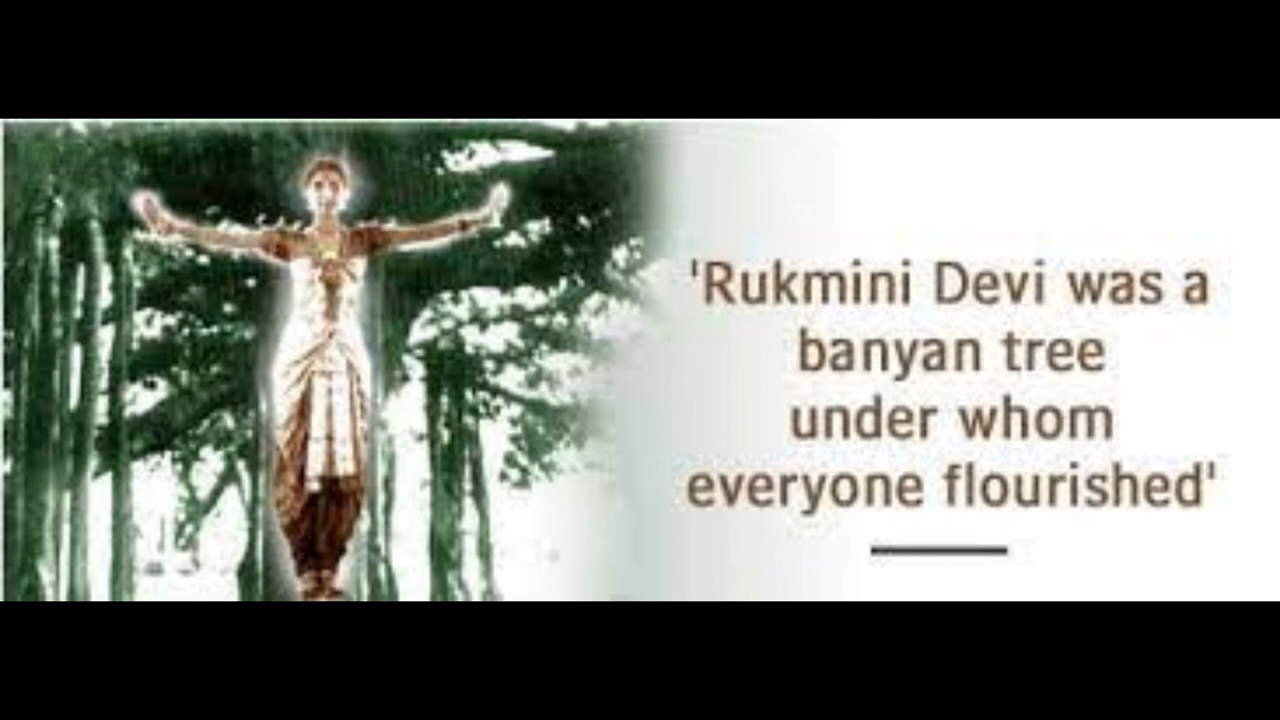 'Rukmini Devi was a
banyan tree
under whom
everyone flourished'